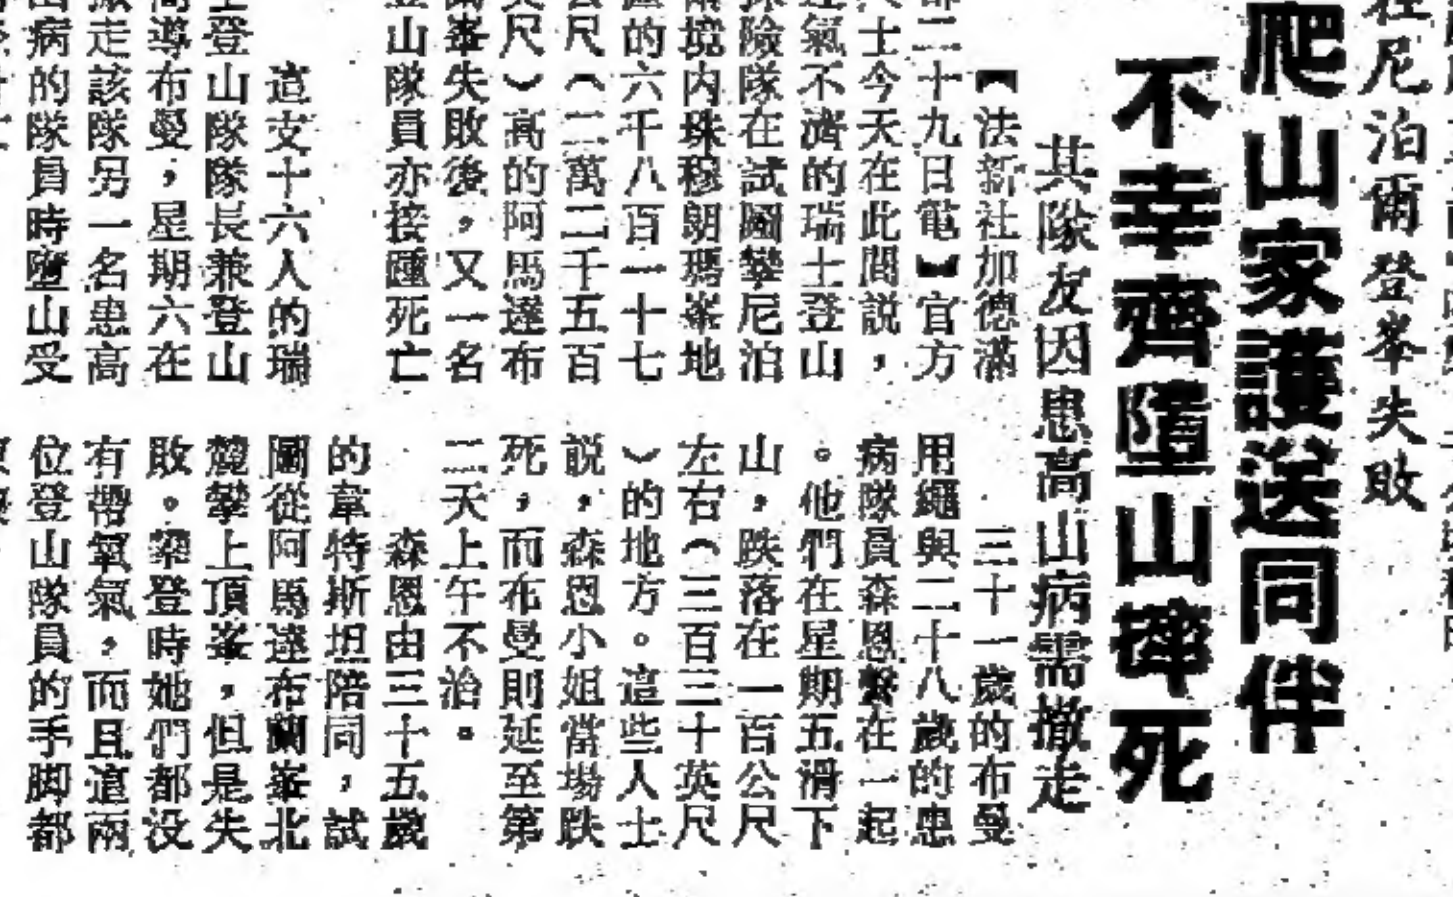 在尼泊爾登峯失敗
爬山家護送同伴
不幸齊墮山碎死
其隊友因患高山病需撤走
【法新社加德滿
都二十九日電】官方
人士今天在此間說,
運氣不濟的瑞士登山
探險隊在試圖攀尼泊
爾境內珠穆朗瑪峯地
區的六千八百一十七
公尺(二萬二千五百
英尺)高的阿馬達布
蘭峯失敗後,又一名
登山隊員亦接踵死亡
這支十六人的瑞
士登山隊隊長兼登山
嚮導布曼,星期六在
撤走該隊另一名患高
山病的隊員時墮山受
三十一歲的布曼
用繩與二十八歲的患
病隊員森恩繫在一起
。他們在星期五滑下
山,跌落在一百公尺
左右(三百三十英尺
)的地方。這些人士
說,森恩小姐當場跌
死,而布曼則延至第
二天上午不治。
森恩由三十五歲
的韋特斯坦陪同,試
圖從阿馬達布蘭峯北
麓攀上頂峯,但是失
敗。攀登時她們都没
有帶氧氣,而且這兩
位登山隊員的手脚都